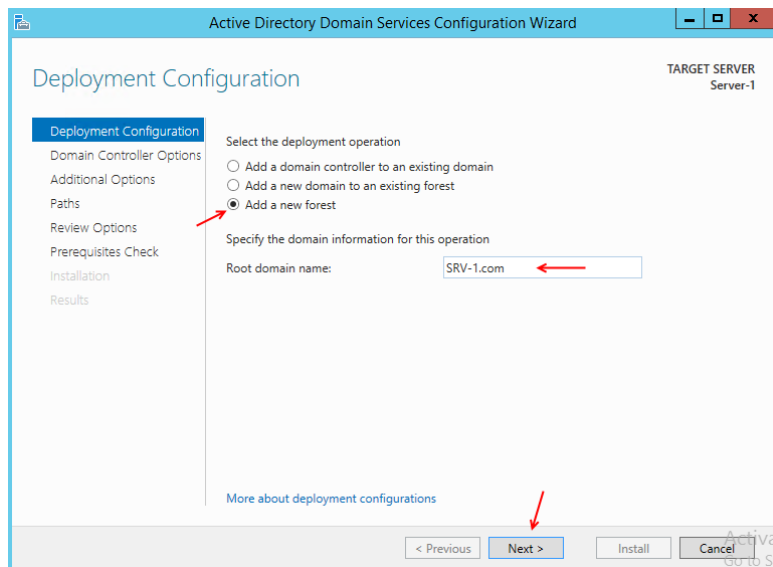 Active Directory Domain Services Configuration Wizard
Deployment Configuration
TARGET SERVER
Server-1
Deployment Configuration
Domain Controller Options
Additional Options
Paths
Review Options
Prerequisites Check
Installation
Results
Select the deployment operation
Add a domain controller to an existing domain
Add a new domain to an existing forest
Add a new forest
Specify the domain information for this operation
Root domain name: SRV-1.com
More about deployment configurations
< Previous Next > Install Cancel
Activa
Go to S